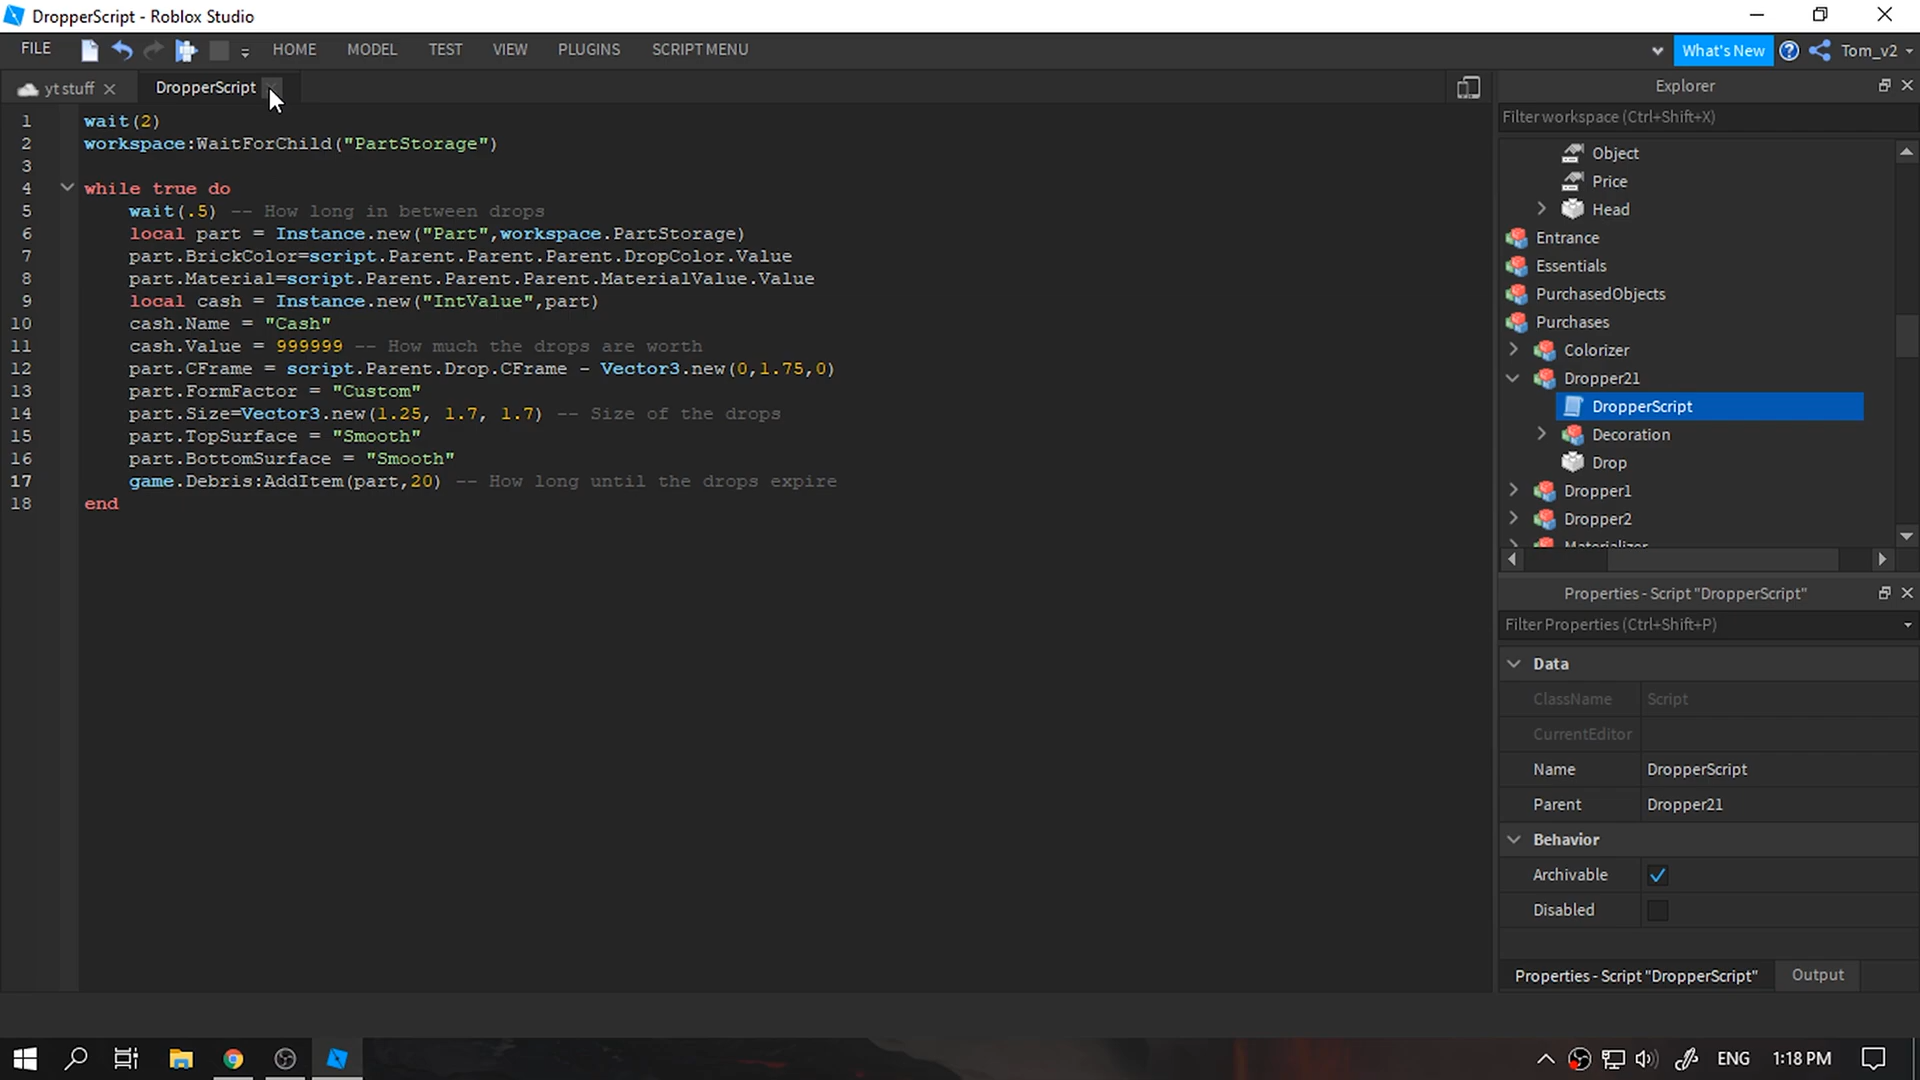 DropperScript - Roblox Studio
FILE HOME MODEL TEST VIEW PLUGINS SCRIPT MENU What's New Tom_v2
yt stuff DropperScript Explorer
Filter workspace (Ctrl+Shift+X)
1 wait(2)
2 workspace:WaitForChild("PartStorage")
3
4 while true do
5 wait(.5) -- How long in between drops
6 local part = Instance.new("Part",workspace.PartStorage)
7 part.BrickColor=script.Parent.Parent.Parent.DropColor.Value
8 part.Material=script.Parent.Parent.Parent.MaterialValue.Value
9 local cash = Instance.new("IntValue",part)
10 cash.Name = "Cash"
11 cash.Value = 999999 -- How much the drops are worth
12 part.CFrame = script.Parent.Drop.CFrame - Vector3.new(0,1.75,0)
13 part.FormFactor = "Custom"
14 part.Size=Vector3.new(1.25, 1.7, 1.7) -- Size of the drops
15 part.TopSurface = "Smooth"
16 part.BottomSurface = "Smooth"
17 game.Debris:AddItem(part,20) -- How long until the drops expire
18 end
Object
Price
Head
Entrance
Essentials
PurchasedObjects
Purchases
Colorizer
Dropper21
DropperScript
Decoration
Drop
Dropper1
Dropper2
Materializer
Properties - Script "DropperScript"
Filter Properties (Ctrl+Shift+P)
Data
ClassName Script
CurrentEditor
Name DropperScript
Parent Dropper21
Behavior
Archivable
Disabled
Properties - Script "DropperScript" Output
ENG 1:18 PM